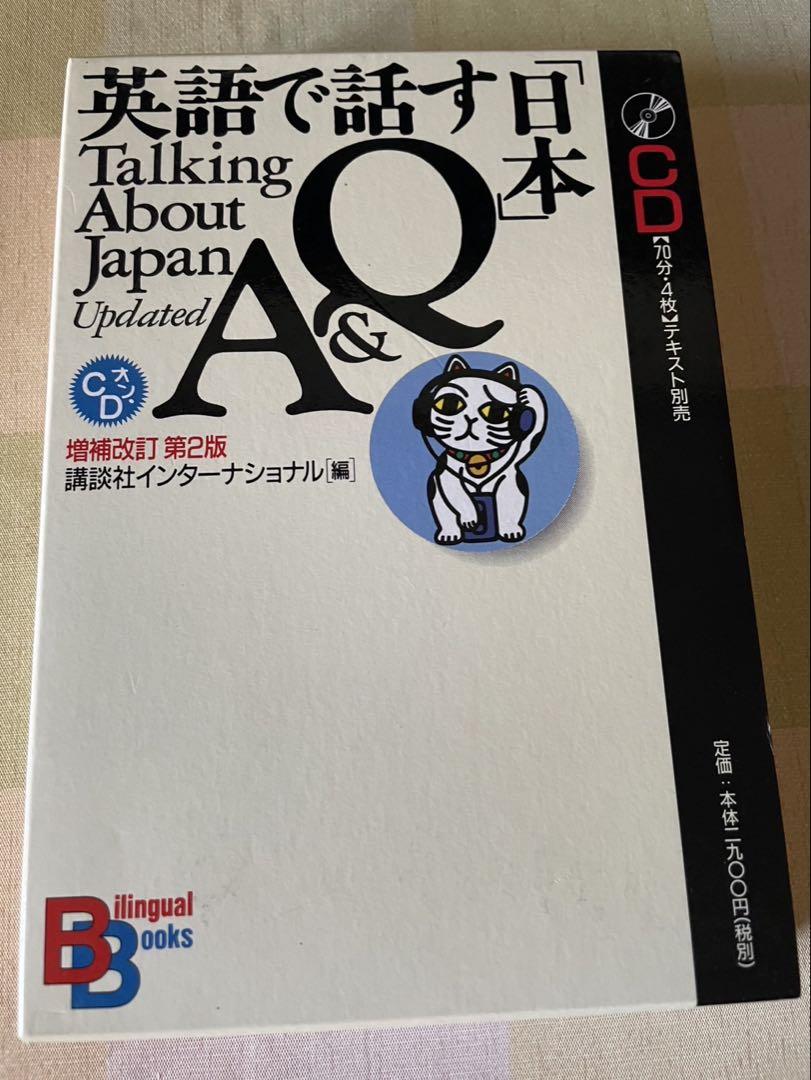 英語で話す「日本」
Talking
About
Japan
Updated
Q&A
CD
オン・
増補改訂 第2版
講談社インターナショナル[編]
CD
【70分・4枚】テキスト別売
定価：本体二九〇〇円(税別)
Bilingual
Books